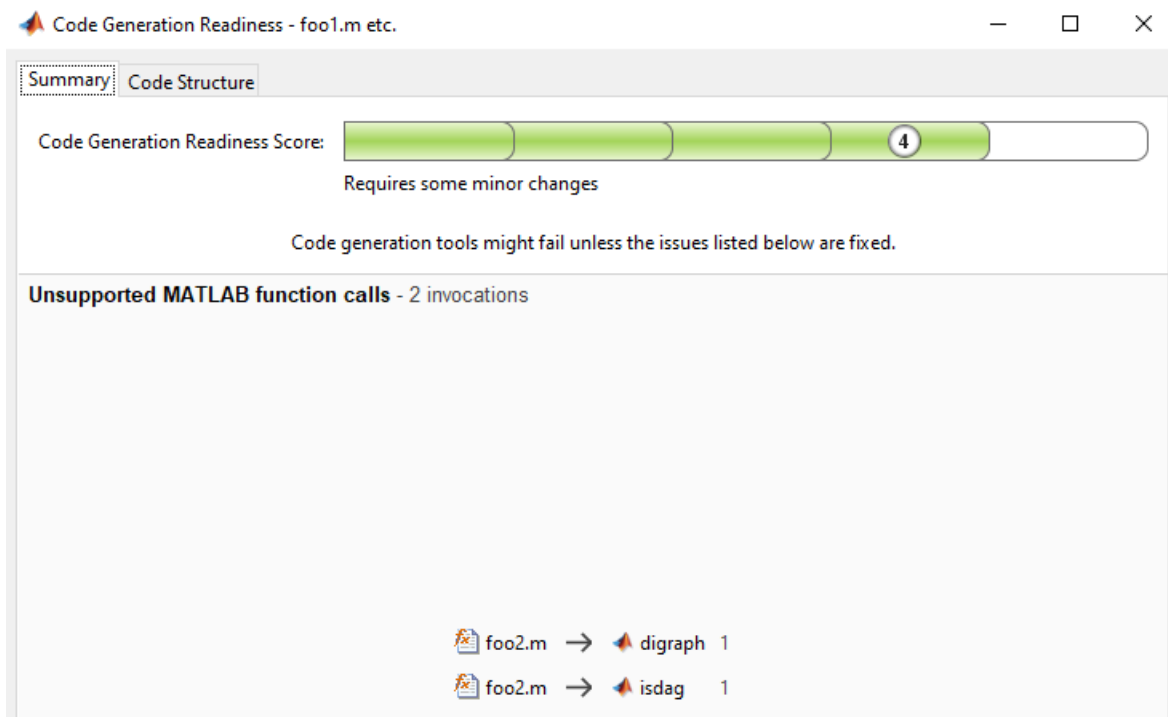 Code Generation Readiness - foo1.m etc.
Summary Code Structure
Code Generation Readiness Score: 4
Requires some minor changes
Code generation tools might fail unless the issues listed below are fixed.
Unsupported MATLAB function calls - 2 invocations
foo2.m → digraph 1
foo2.m → isdag 1